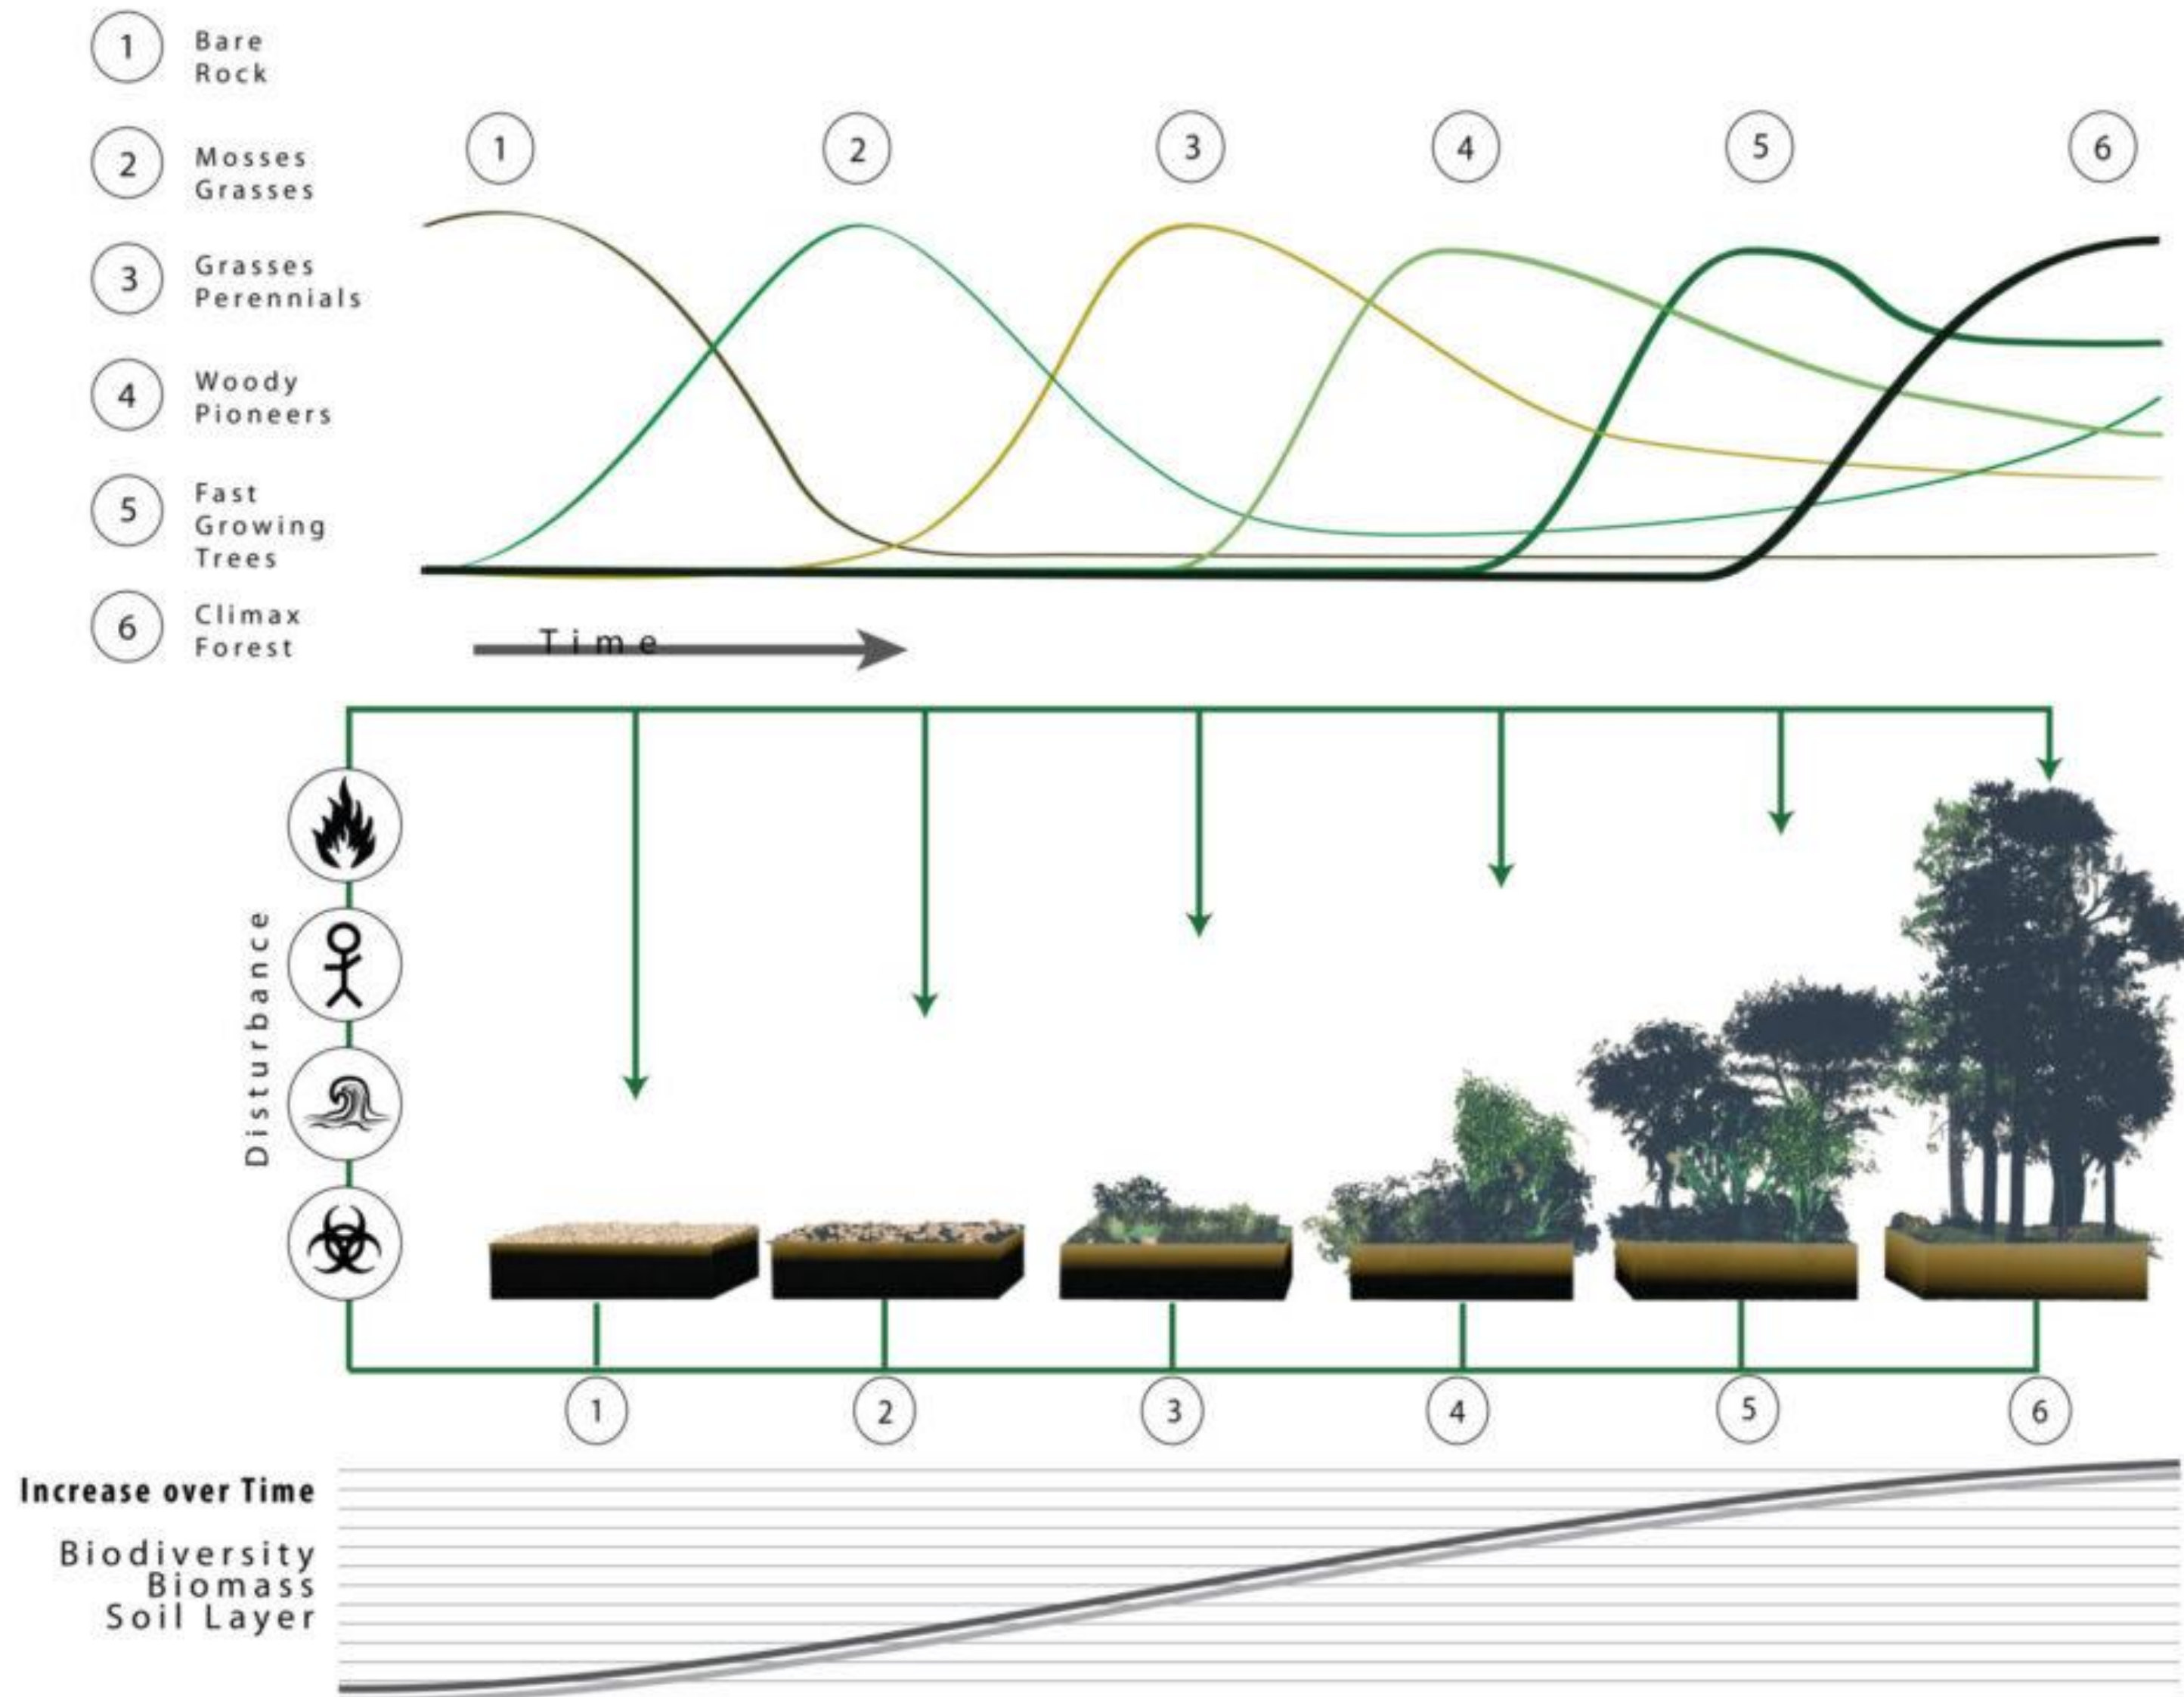 1
Bare
Rock
2
Mosses
Grasses
3
Grasses
Perennials
4
Woody
Pioneers
5
Fast
Growing
Trees
6
Climax
Forest
1 2 3 4 5 6
Time
Disturbance
1 2 3 4 5 6
Increase over Time
Biodiversity
Biomass
Soil Layer